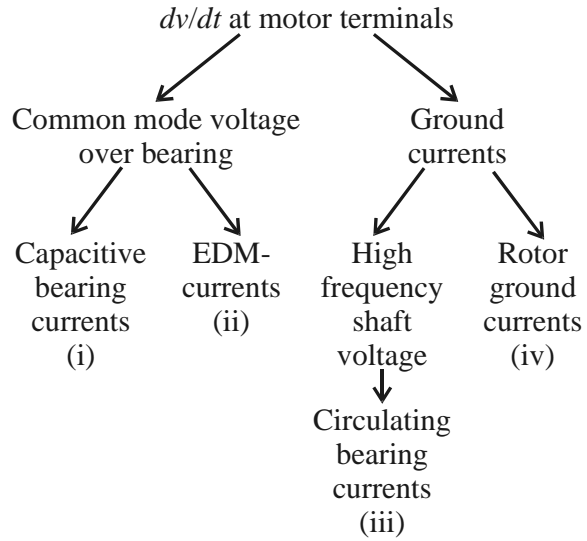 dv/dt at motor terminals
Common mode voltage
over bearing
Ground
currents
Capacitive
bearing
currents
(i)
EDM-
currents
(ii)
High
frequency
shaft
voltage
Rotor
ground
currents
(iv)
Circulating
bearing
currents
(iii)